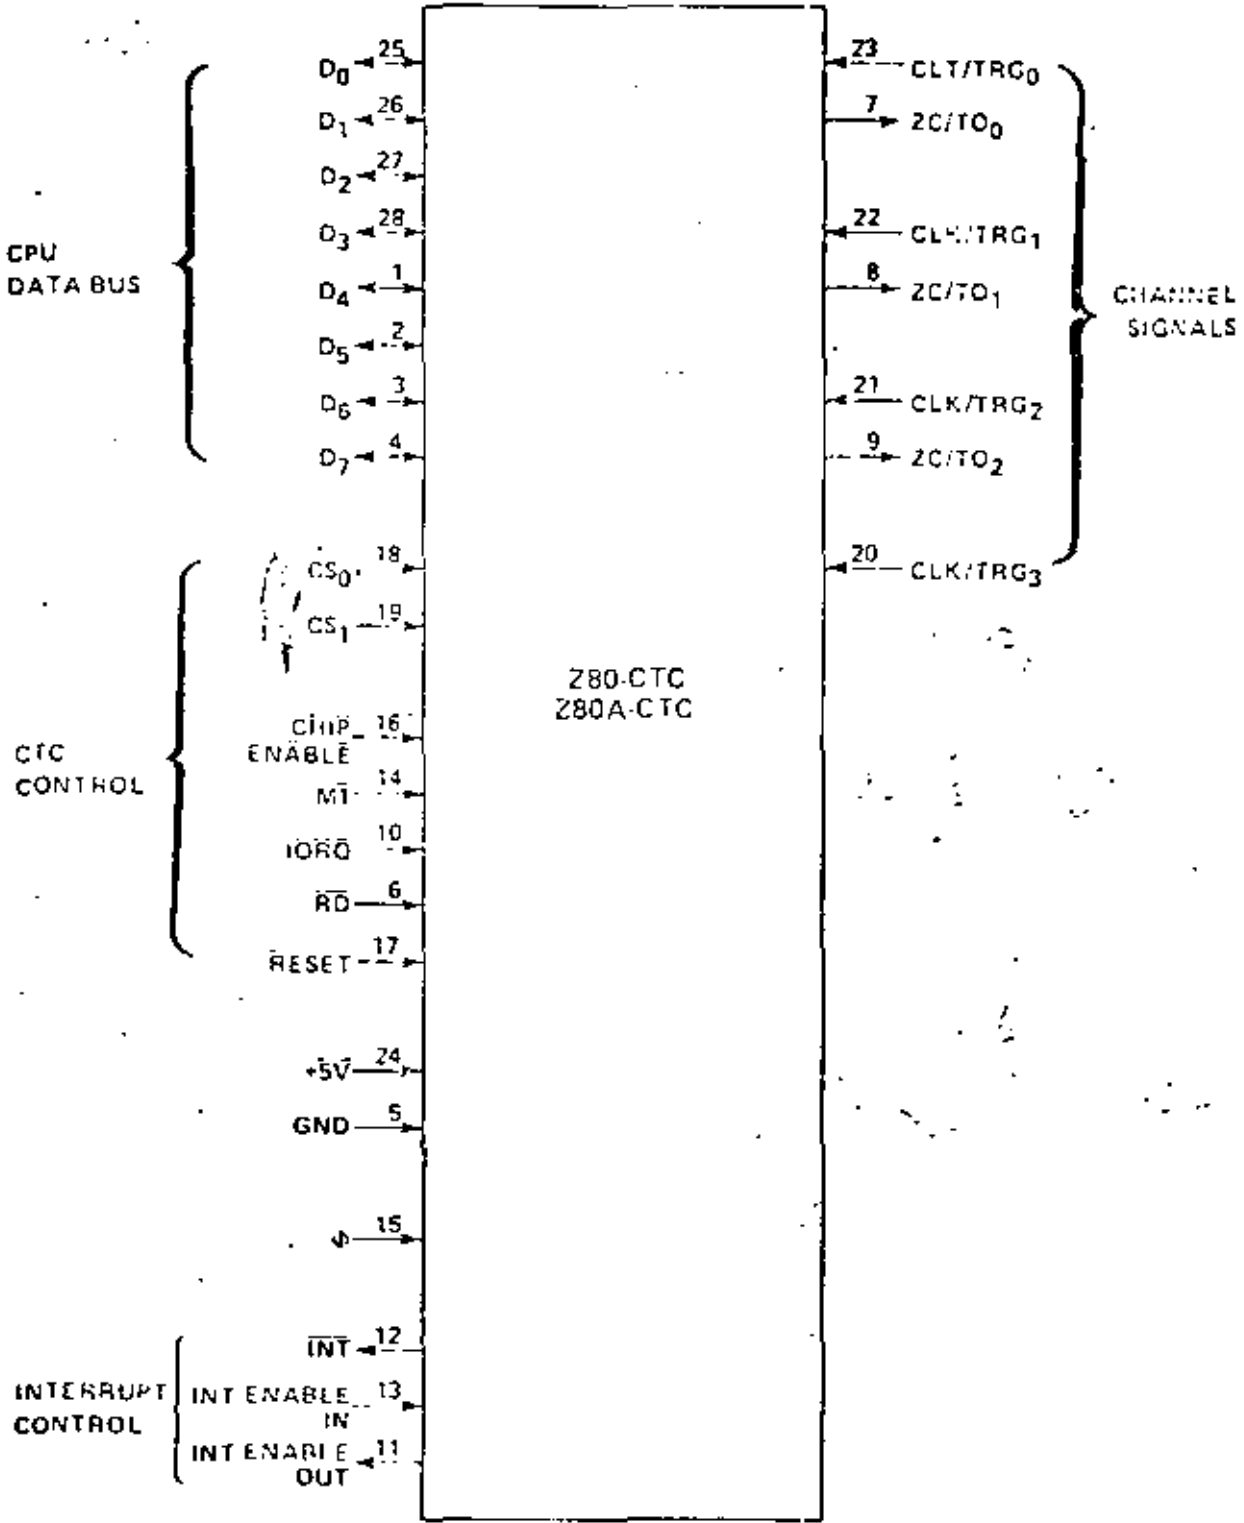 25 D0
26 D1
27 D2
28 D3
1 D4
2 D5
3 D6
4 D7
CPU
DATA BUS
23 CLT/TRG0
7 ZC/TO0
22 CLK/TRG1
8 ZC/TO1
21 CLK/TRG2
9 ZC/TO2
20 CLK/TRG3
CHANNEL
SIGNALS
Z80-CTC
Z80A-CTC
CS0 18
CS1 19
CHIP 16
ENABLE
M1 14
IORQ 10
RD 6
RESET 17
CTC
CONTROL
+5V 24
GND 5
Φ 15
INT 12
INT ENABLE 13
IN
INT ENABLE 11
OUT
INTERRUPT
CONTROL